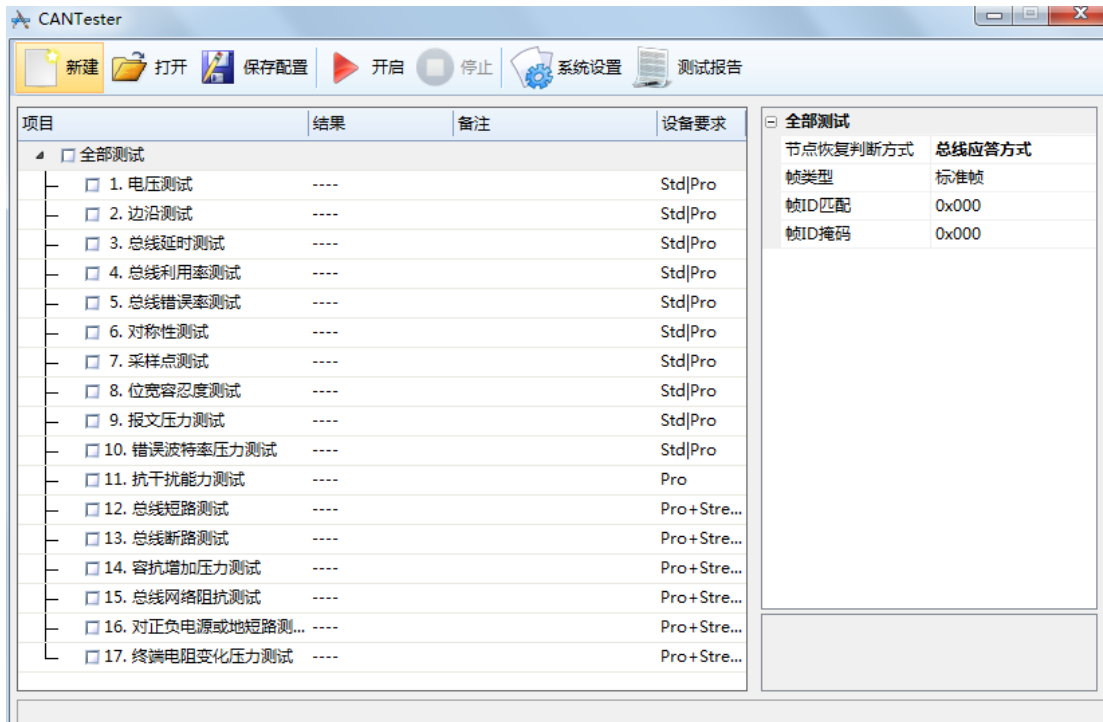 CANTester
新建 打开 保存配置 开启 停止 系统设置 测试报告
项目 结果 备注 设备要求
全部测试
1. 电压测试 ---- Std|Pro
2. 边沿测试 ---- Std|Pro
3. 总线延时测试 ---- Std|Pro
4. 总线利用率测试 ---- Std|Pro
5. 总线错误率测试 ---- Std|Pro
6. 对称性测试 ---- Std|Pro
7. 采样点测试 ---- Std|Pro
8. 位宽容忍度测试 ---- Std|Pro
9. 报文压力测试 ---- Std|Pro
10. 错误波特率压力测试 ---- Std|Pro
11. 抗干扰能力测试 ---- Pro
12. 总线短路测试 ---- Pro+Stre...
13. 总线断路测试 ---- Pro+Stre...
14. 容抗增加压力测试 ---- Pro+Stre...
15. 总线网络阻抗测试 ---- Pro+Stre...
16. 对正负电源或地短路测... ---- Pro+Stre...
17. 终端电阻变化压力测试 ---- Pro+Stre...
全部测试
节点恢复判断方式 总线应答方式
帧类型 标准帧
帧ID匹配 0x000
帧ID掩码 0x000